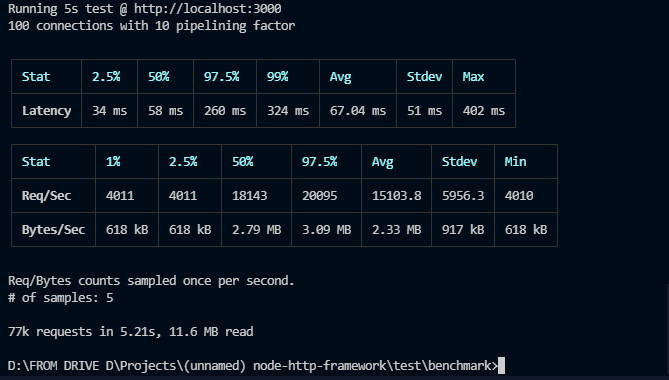 Running 5s test @ http://localhost:3000
100 connections with 10 pipelining factor
Stat 2.5% 50% 97.5% 99% Avg Stdev Max
Latency 34 ms 58 ms 260 ms 324 ms 67.04 ms 51 ms 402 ms
Stat 1% 2.5% 50% 97.5% Avg Stdev Min
Req/Sec 4011 4011 18143 20095 15103.8 5956.3 4010
Bytes/Sec 618 kB 618 kB 2.79 MB 3.09 MB 2.33 MB 917 kB 618 kB
Req/Bytes counts sampled once per second.
# of samples: 5
77k requests in 5.21s, 11.6 MB read
D:\FROM DRIVE D\Projects\(unnamed) node-http-framework\test\benchmark>